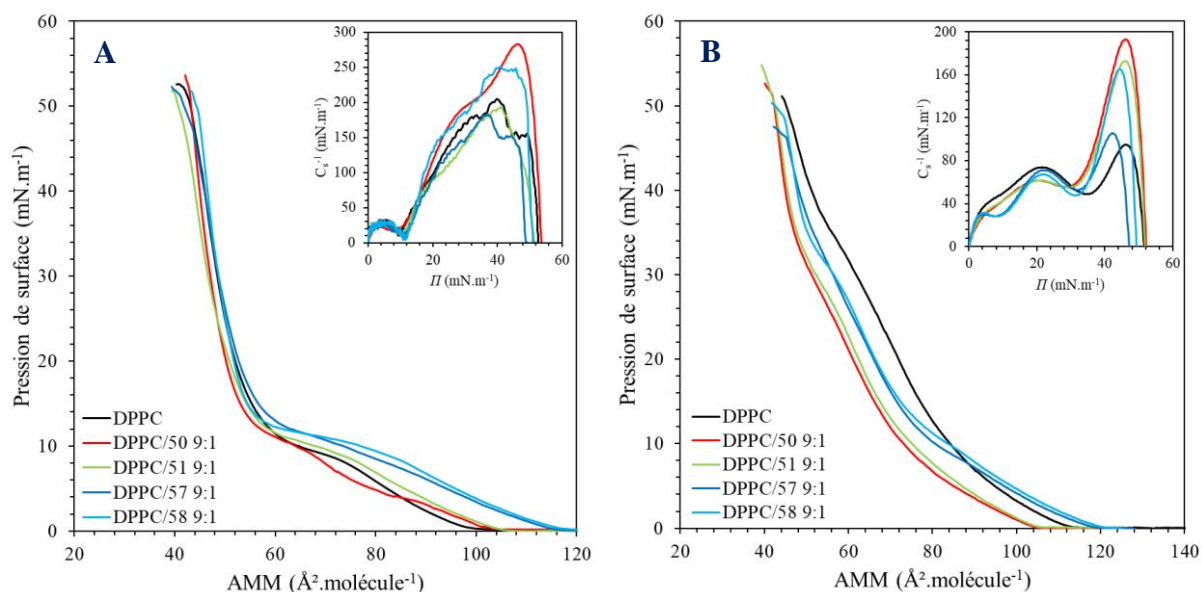 A
60
50
40
30
20
10
0
Pression de surface (mN.m-1)
20
40
60
80
100
120
AMM (Å².molécule-1)
DPPC
DPPC/50 9:1
DPPC/51 9:1
DPPC/57 9:1
DPPC/58 9:1
300
250
200
150
100
50
0
Cs-1 (mN.m-1)
0
20
40
60
Π (mN.m-1)
B
60
50
40
30
20
10
0
Pression de surface (mN.m-1)
20
40
60
80
100
120
140
AMM (Å².molécule-1)
DPPC
DPPC/50 9:1
DPPC/51 9:1
DPPC/57 9:1
DPPC/58 9:1
200
160
120
80
40
0
Cs-1 (mN.m-1)
0
20
40
60
Π (mN.m-1)